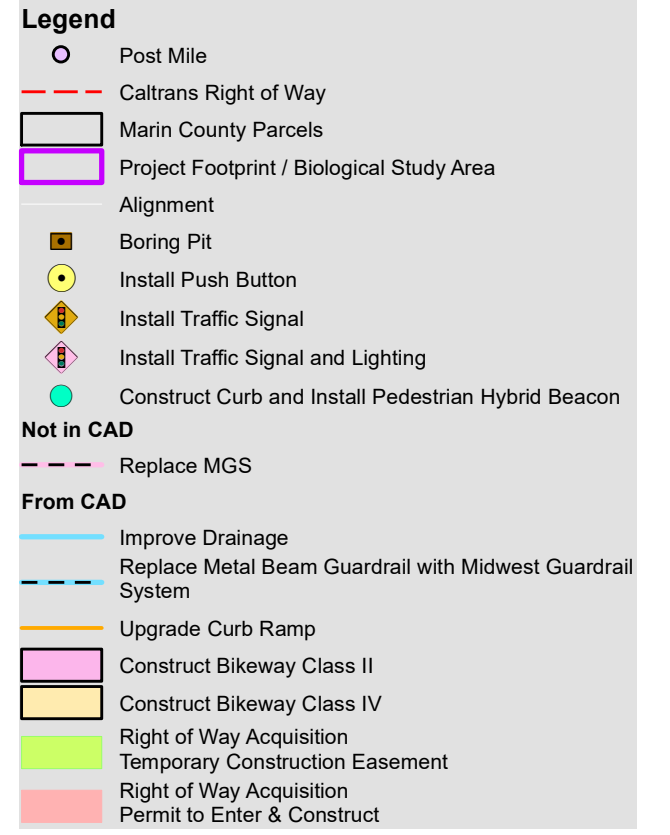 Legend
Post Mile
Caltrans Right of Way
Marin County Parcels
Project Footprint / Biological Study Area
Alignment
Boring Pit
Install Push Button
Install Traffic Signal
Install Traffic Signal and Lighting
Construct Curb and Install Pedestrian Hybrid Beacon
Not in CAD
Replace MGS
From CAD
Improve Drainage
Replace Metal Beam Guardrail with Midwest Guardrail
System
Upgrade Curb Ramp
Construct Bikeway Class II
Construct Bikeway Class IV
Right of Way Acquisition
Temporary Construction Easement
Right of Way Acquisition
Permit to Enter & Construct